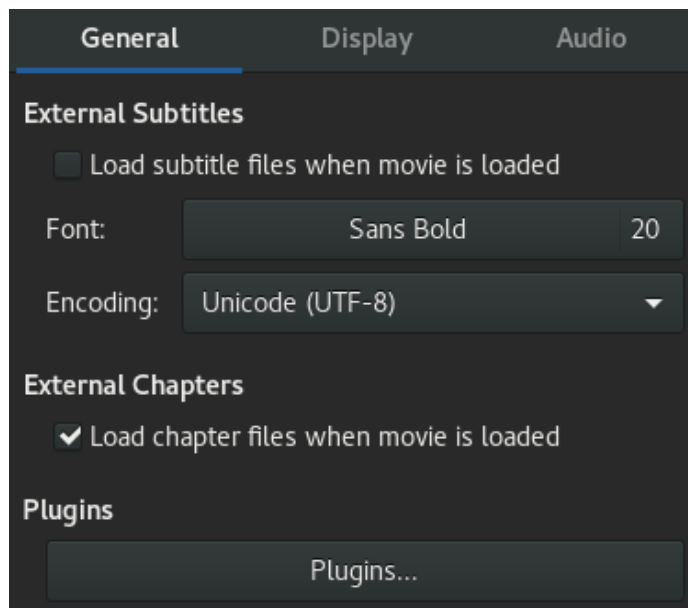 General Display Audio
External Subtitles
Load subtitle files when movie is loaded
Font: Sans Bold 20
Encoding: Unicode (UTF-8)
External Chapters
Load chapter files when movie is loaded
Plugins
Plugins...